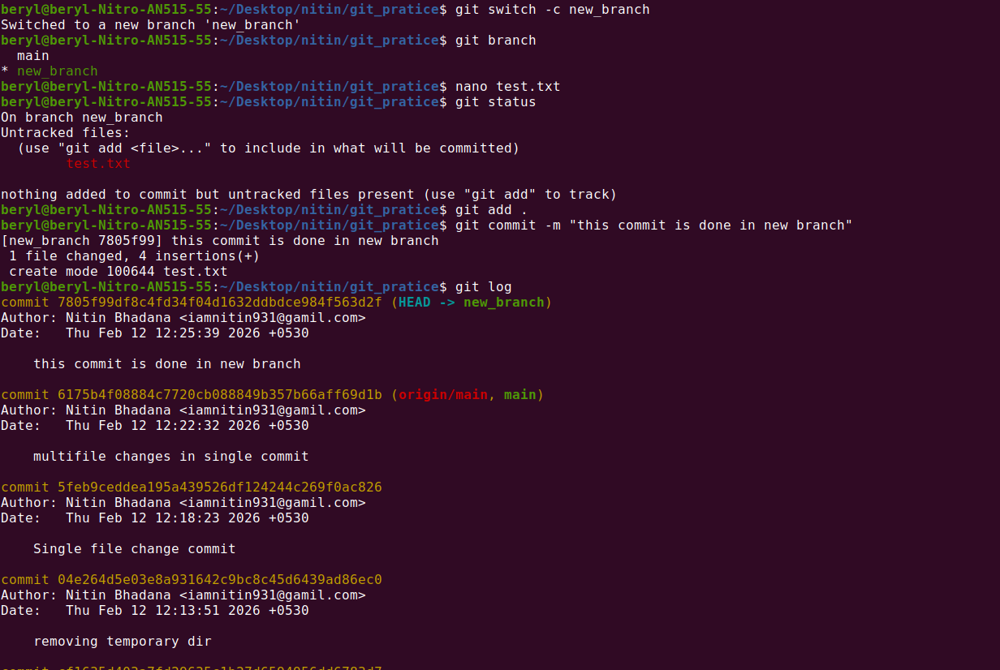 beryl@beryl-Nitro-AN515-55:~/Desktop/nitin/git_pratice$ git switch -c new_branch
Switched to a new branch 'new_branch'
beryl@beryl-Nitro-AN515-55:~/Desktop/nitin/git_pratice$ git branch
  main
* new_branch
beryl@beryl-Nitro-AN515-55:~/Desktop/nitin/git_pratice$ nano test.txt
beryl@beryl-Nitro-AN515-55:~/Desktop/nitin/git_pratice$ git status
On branch new_branch
Untracked files:
  (use "git add <file>..." to include in what will be committed)
        test.txt

nothing added to commit but untracked files present (use "git add" to track)
beryl@beryl-Nitro-AN515-55:~/Desktop/nitin/git_pratice$ git add .
beryl@beryl-Nitro-AN515-55:~/Desktop/nitin/git_pratice$ git commit -m "this commit is done in new branch"
[new_branch 7805f99] this commit is done in new branch
 1 file changed, 4 insertions(+)
 create mode 100644 test.txt
beryl@beryl-Nitro-AN515-55:~/Desktop/nitin/git_pratice$ git log
commit 7805f99df8c4fd34f04d1632ddbdce984f563d2f (HEAD -> new_branch)
Author: Nitin Bhadana <iamnitin931@gamil.com>
Date:   Thu Feb 12 12:25:39 2026 +0530

    this commit is done in new branch

commit 6175b4f08884c7720cb088849b357b66aff69d1b (origin/main, main)
Author: Nitin Bhadana <iamnitin931@gamil.com>
Date:   Thu Feb 12 12:22:32 2026 +0530

    multifile changes in single commit

commit 5feb9ceddea195a439526df124244c269f0ac826
Author: Nitin Bhadana <iamnitin931@gamil.com>
Date:   Thu Feb 12 12:18:23 2026 +0530

    Single file change commit

commit 04e264d5e03e8a931642c9bc8c45d6439ad86ec0
Author: Nitin Bhadana <iamnitin931@gamil.com>
Date:   Thu Feb 12 12:13:51 2026 +0530

    removing temporary dir

commit